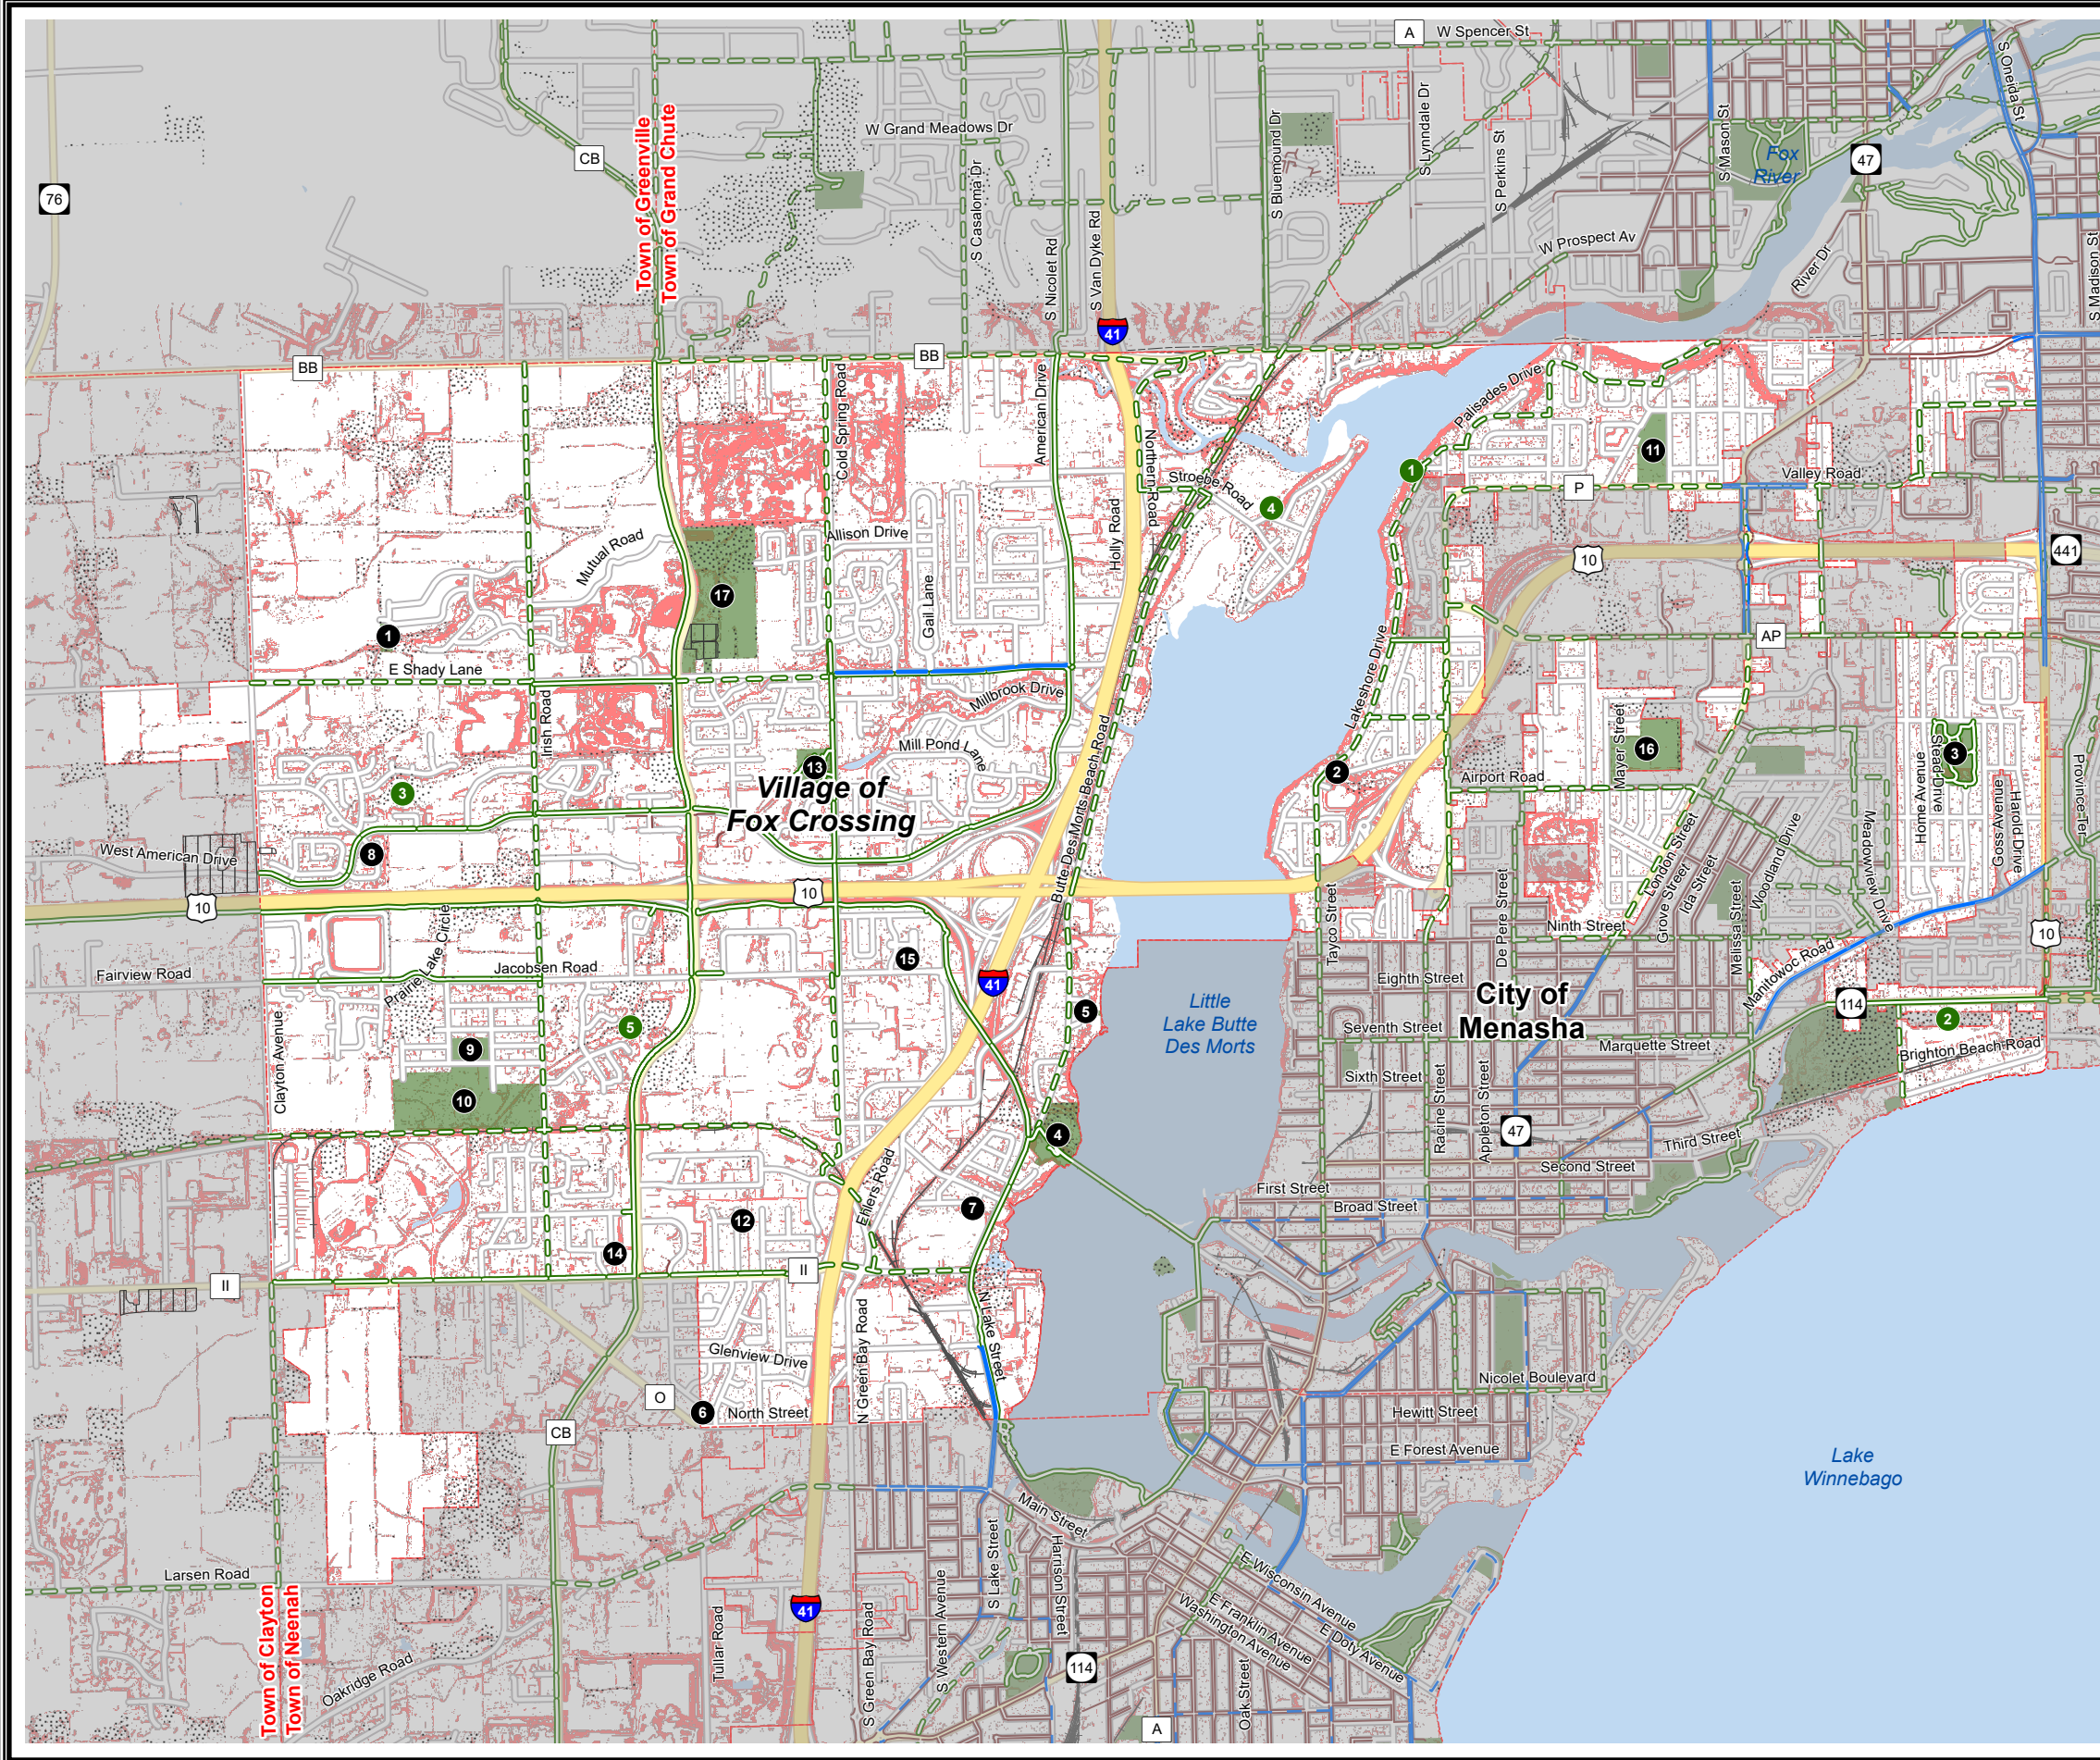 A
W Spencer St
S Oneida St
W Grand Meadows Dr
CB
Town of Greenville
Town of Grand Chute
S Casaloma Dr
S Nicolet Rd
S Van Dyke Rd
S Bluemound Dr
S Lynndale Dr
S Perkins St
S Mason St
Fox
River
47
76
W Prospect Av
River Dr
S Madison St
41
BB
BB
Cold Spring Road
American Drive
Northern Road
Palisades Drive
Stroebe Road
Holly Road
1
4
11
P
Valley Road
Mutual Road
Allison Drive
Gail Lane
10
441
17
1
E Shady Lane
AP
Irish Road
Millbrook Drive
Mill Pond Lane
Lakeshore Drive
Butte Des Morts Beach Road
2
Airport Road
Mayer Street
16
Home Avenue
Stead Drive
3
Goss Avenue
Harold Drive
Province Ter
13
Village of
Fox Crossing
3
8
West American Drive
10
10
London Street
Grove Street
Ida Street
Melissa Street
Woodland Drive
Meadowview Drive
Tayco Street
De Pere Street
Ninth Street
10
Prairie Lake Circle
Fairview Road
Jacobsen Road
15
41
Eighth Street
City of
Menasha
Manitowoc Road
114
2
Brighton Beach Road
5
5
Little
Lake Butte
Des Morts
Seventh Street
Marquette Street
Clayton Avenue
9
10
Sixth Street
Racine Street
Appleton Street
47
Third Street
Second Street
4
First Street
Broad Street
Ehlers Road
7
12
14
II
II
N Lake Street
N Green Bay Road
Glenview Drive
O
6
North Street
CB
Nicolet Boulevard
Hewitt Street
E Forest Avenue
Lake
Winnebago
Main Street
Larsen Road
Town of Clayton
Town of Neenah
Oakridge Road
Tullar Road
41
S Green Bay Road
S Western Avenue
S Lake Street
Harrison Street
E Wisconsin Avenue
E Franklin Avenue
Washington Avenue
E Doty Avenue
Oak Street
114
A